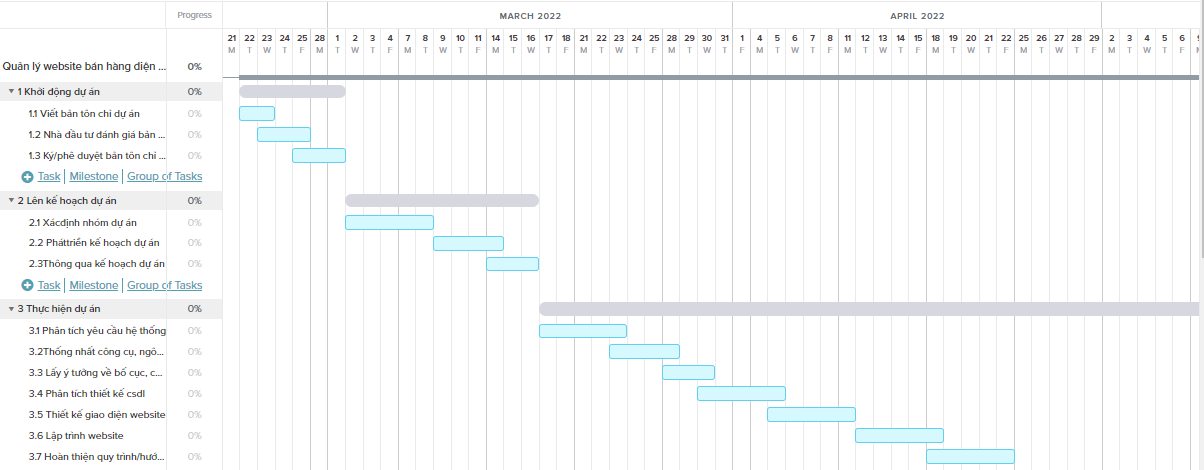 Progress
MARCH 2022
APRIL 2022
21 22 23 24 25 28 1 2 3 4 7 8 9 10 11 14 15 16 17 18 21 22 23 24 25 28 29 30 31 1 4 5 6 7 8 11 12 13 14 15 18 19 20 21 22 25 26 27 28 29 2 3 4 5 6 9
M T W T F M T W T F M T W T F M T W T F M T W T F M T W T F M T W T F M T W T F M T W T F M T W T F M T W T F M
Quản lý website bán hàng điện ... 0%
1 Khởi động dự án 0%
1.1 Viết bản tôn chỉ dự án 0%
1.2 Nhà đầu tư đánh giá bản ... 0%
1.3 Ký/phê duyệt bản tôn chỉ ... 0%
Task | Milestone | Group of Tasks
2 Lên kế hoạch dự án 0%
2.1 Xácđịnh nhóm dự án 0%
2.2 Pháttriển kế hoạch dự án 0%
2.3Thông qua kế hoạch dự án 0%
Task | Milestone | Group of Tasks
3 Thực hiện dự án 0%
3.1 Phân tích yêu cầu hệ thống 0%
3.2Thống nhất công cụ, ngô... 0%
3.3 Lấy ý tưởng về bố cục, c... 0%
3.4 Phân tích thiết kế csdl 0%
3.5 Thiết kế giao diện website 0%
3.6 Lập trình website 0%
3.7 Hoàn thiện quy trình/hướ... 0%